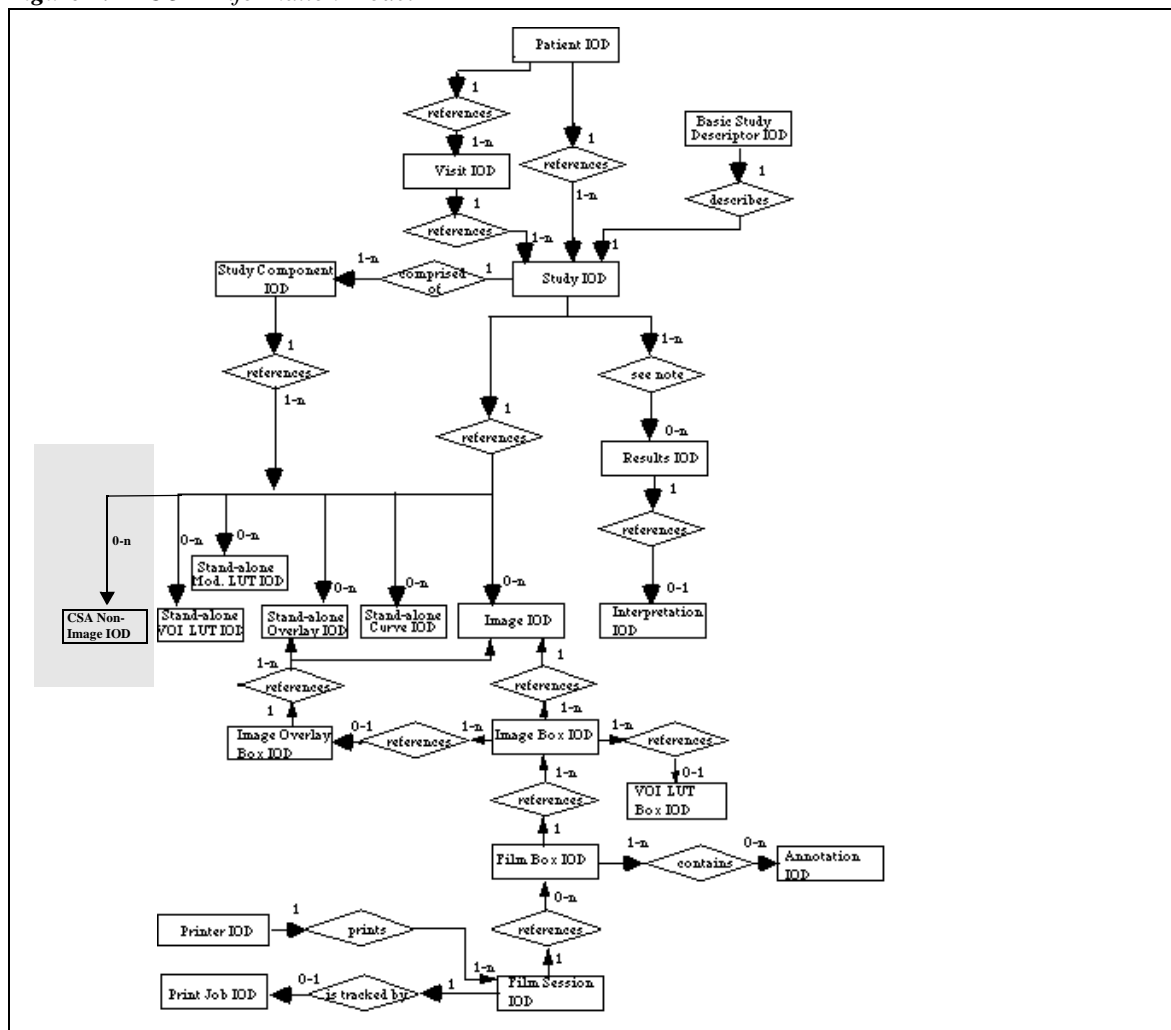 Patient IOD
1
references
1-n
Visit IOD
1
references
1-n
1
references
1-n
Basic Study
Descriptor IOD
1
describes
1
Study IOD
1
comprised
of
1-n
Study Component
IOD
1
references
1-n
1
references
1-n
see note
0-n
Results IOD
1
references
0-1
Interpretation
IOD
0-n
CSA Non-
Image IOD
0-n
Stand-alone
VOI LUT IOD
0-n
Stand-alone
Mod. LUT IOD
0-n
Stand-alone
Overlay IOD
0-n
Stand-alone
Curve IOD
0-n
Image IOD
1-n
references
1
Image Overlay
Box IOD
0-1
references
1-n
1
references
1-n
Image Box IOD
1-n
references
0-1
VOI LUT
Box IOD
1-n
references
1
Film Box IOD
1-n
contains
0-n
Annotation
IOD
0-n
references
1
Printer IOD
1
prints
1-n
Film Session
IOD
1
is tracked by
0-1
Print Job IOD